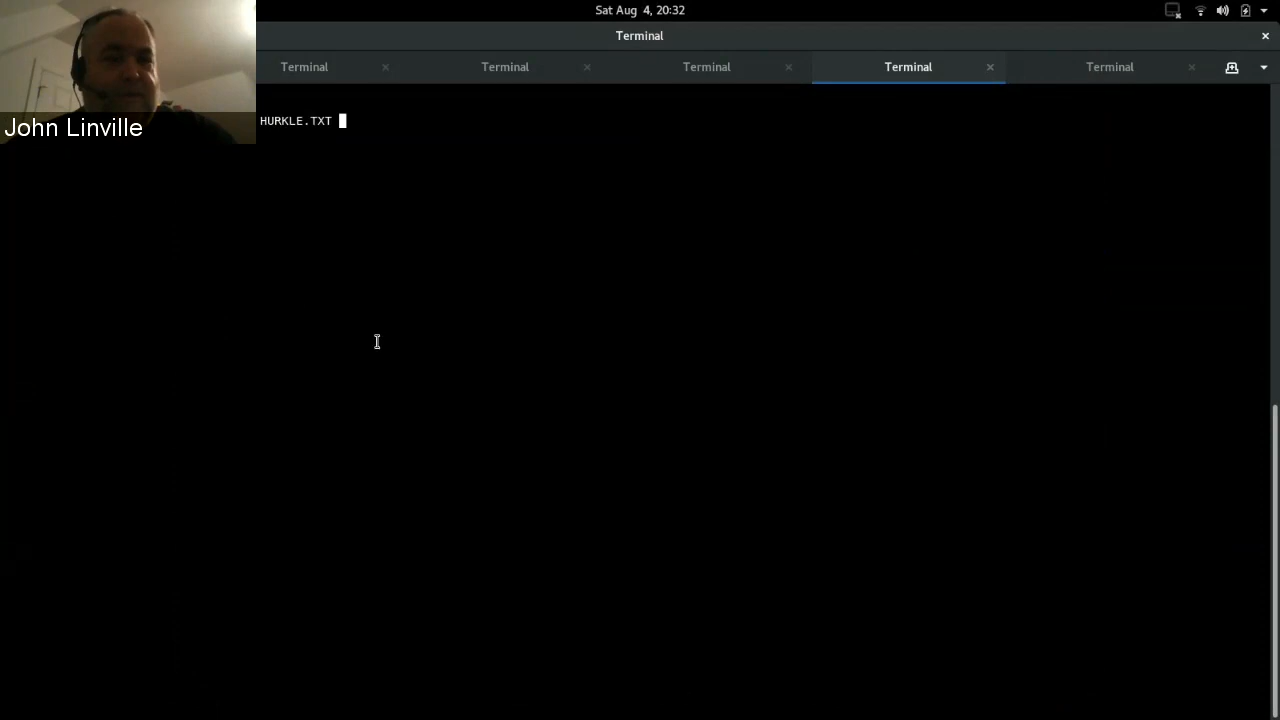 Sat Aug 4, 20:32
Terminal
Terminal
Terminal
Terminal
Terminal
Terminal
John Linville
HURKLE.TXT